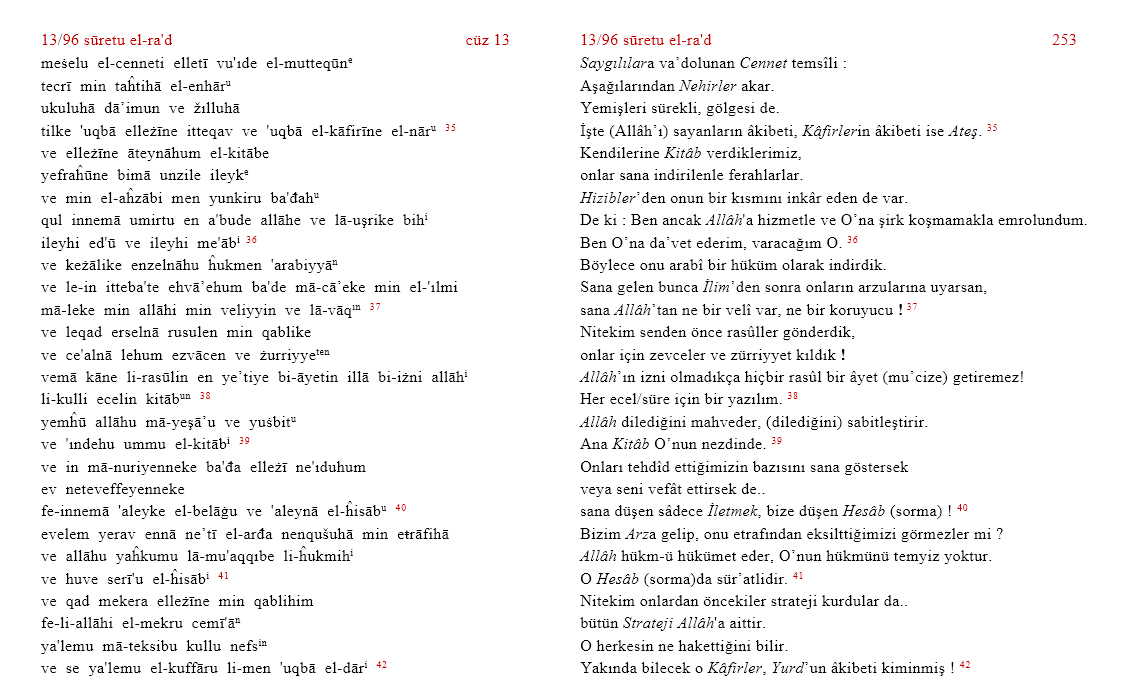 13/96 sūretu el-ra'd cüz 13
meŝelu el-cenneti elletī vu'ıde el-mutteqūnᵉ
tecrī min taĥtihā el-enhārᵘ
ukuluhā dā’imun ve žılluhā
tilke 'uqbā elleżīne itteqav ve 'uqbā el-kāfirīne el-nārᵘ 35
ve elleżīne āteynāhum el-kitābe
yefraĥūne bimā unzile ileykᵉ
ve min el-aĥzābi men yunkiru ba'đahᵘ
qul innemā umirtu en a'bude allāhe ve lā-uşrike bihⁱ
ileyhi ed'ū ve ileyhi me'ābⁱ 36
ve keżālike enzelnāhu ĥukmen 'arabiyyāⁿ
ve le-in itteba'te ehvā’ehum ba'de mā-cā’eke min el-'ılmi
mā-leke min allāhi min veliyyin ve lā-vāqⁱⁿ 37
ve leqad erselnā rusulen min qablike
ve ce'alnā lehum ezvācen ve żurriyyeᵗᵉⁿ
vemā kāne li-rasūlin en ye’tiye bi-āyetin illā bi-iżni allāhⁱ
li-kulli ecelin kitābᵘⁿ 38
yemĥū allāhu mā-yeşā’u ve yuŝbitᵘ
ve 'ındehu ummu el-kitābⁱ 39
ve in mā-nuriyenneke ba'đa elleżī ne'ıduhum
ev neteveffeyenneke
fe-innemā 'aleyke el-belāġu ve 'aleynā el-ĥisābᵘ 40
evelem yerav ennā ne’tī el-arđa nenqušuhā min eŧrāfihā
ve allāhu yaĥkumu lā-mu'aqqıbe li-ĥukmihⁱ
ve huve serī'u el-ĥisābⁱ 41
ve qad mekera elleżīne min qablihim
fe-li-allāhi el-mekru cemī'āⁿ
ya'lemu mā-teksibu kullu nefsⁱⁿ
ve se ya'lemu el-kuffāru li-men 'uqbā el-dārⁱ 42
13/96 sūretu el-ra'd 253
Saygılılara va’dolunan Cennet temsîli :
Aşağılarından Nehirler akar.
Yemişleri sürekli, gölgesi de.
İşte (Allâh’ı) sayanların âkibeti, Kâfirlerin âkibeti ise Ateş. 35
Kendilerine Kitâb verdiklerimiz,
onlar sana indirilenle ferahlarlar.
Hizibler’den onun bir kısmını inkâr eden de var.
De ki : Ben ancak Allâh'a hizmetle ve O’na şirk koşmamakla emrolundum.
Ben O’na da’vet ederim, varacağım O. 36
Böylece onu arabî bir hüküm olarak indirdik.
Sana gelen bunca İlim’den sonra onların arzularına uyarsan,
sana Allâh’tan ne bir velî var, ne bir koruyucu ! 37
Nitekim senden önce rasûller gönderdik,
onlar için zevceler ve zürriyyet kıldık !
Allâh’ın izni olmadıkça hiçbir rasûl bir âyet (mu’cize) getiremez!
Her ecel/süre için bir yazılım. 38
Allâh dilediğini mahveder, (dilediğini) sabitleştirir.
Ana Kitâb O’nun nezdinde. 39
Onları tehdîd ettiğimizin bazısını sana göstersek
veya seni vefât ettirsek de..
sana düşen sâdece İletmek, bize düşen Hesâb (sorma) ! 40
Bizim Arza gelip, onu etrafından eksilttiğimizi görmezler mi ?
Allâh hükm-ü hükümet eder, O’nun hükmünü temyiz yoktur.
O Hesâb (sorma)da sür’atlidir. 41
Nitekim onlardan öncekiler strateji kurdular da..
bütün Strateji Allâh'a aittir.
O herkesin ne hakettiğini bilir.
Yakında bilecek o Kâfirler, Yurd’un âkibeti kiminmiş ! 42